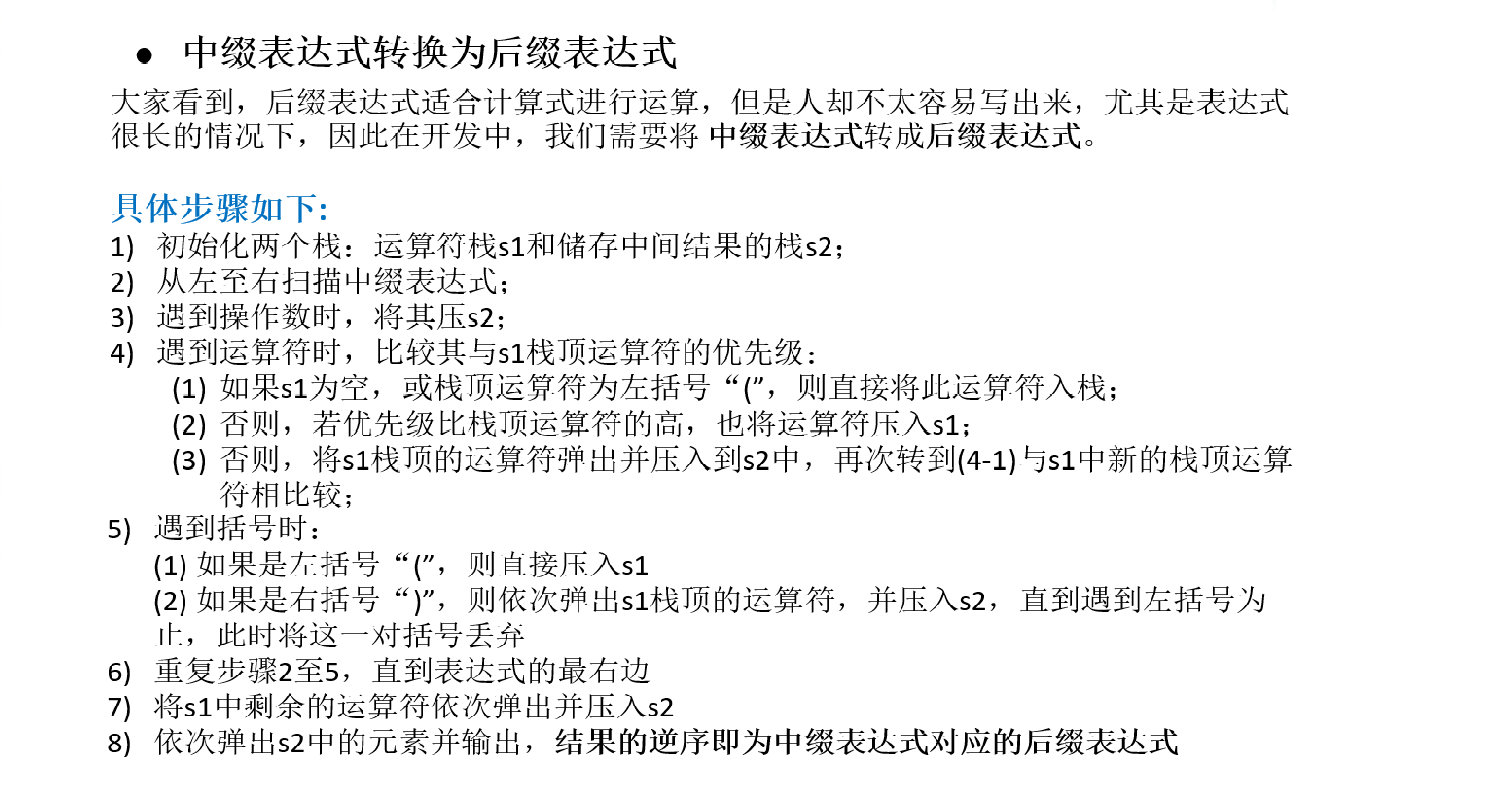 ● 中缀表达式转换为后缀表达式
大家看到，后缀表达式适合计算式进行运算，但是人却不太容易写出来，尤其是表达式
很长的情况下，因此在开发中，我们需要将 中缀表达式转成后缀表达式。
具体步骤如下:
1) 初始化两个栈：运算符栈s1和储存中间结果的栈s2；
2) 从左至右扫描中缀表达式；
3) 遇到操作数时，将其压s2；
4) 遇到运算符时，比较其与s1栈顶运算符的优先级：
(1) 如果s1为空，或栈顶运算符为左括号“(”，则直接将此运算符入栈；
(2) 否则，若优先级比栈顶运算符的高，也将运算符压入s1；
(3) 否则，将s1栈顶的运算符弹出并压入到s2中，再次转到(4-1)与s1中新的栈顶运算
符相比较；
5) 遇到括号时：
(1) 如果是左括号“(”，则直接压入s1
(2) 如果是右括号“)”，则依次弹出s1栈顶的运算符，并压入s2，直到遇到左括号为
止，此时将这一对括号丢弃
6) 重复步骤2至5，直到表达式的最右边
7) 将s1中剩余的运算符依次弹出并压入s2
8) 依次弹出s2中的元素并输出，结果的逆序即为中缀表达式对应的后缀表达式